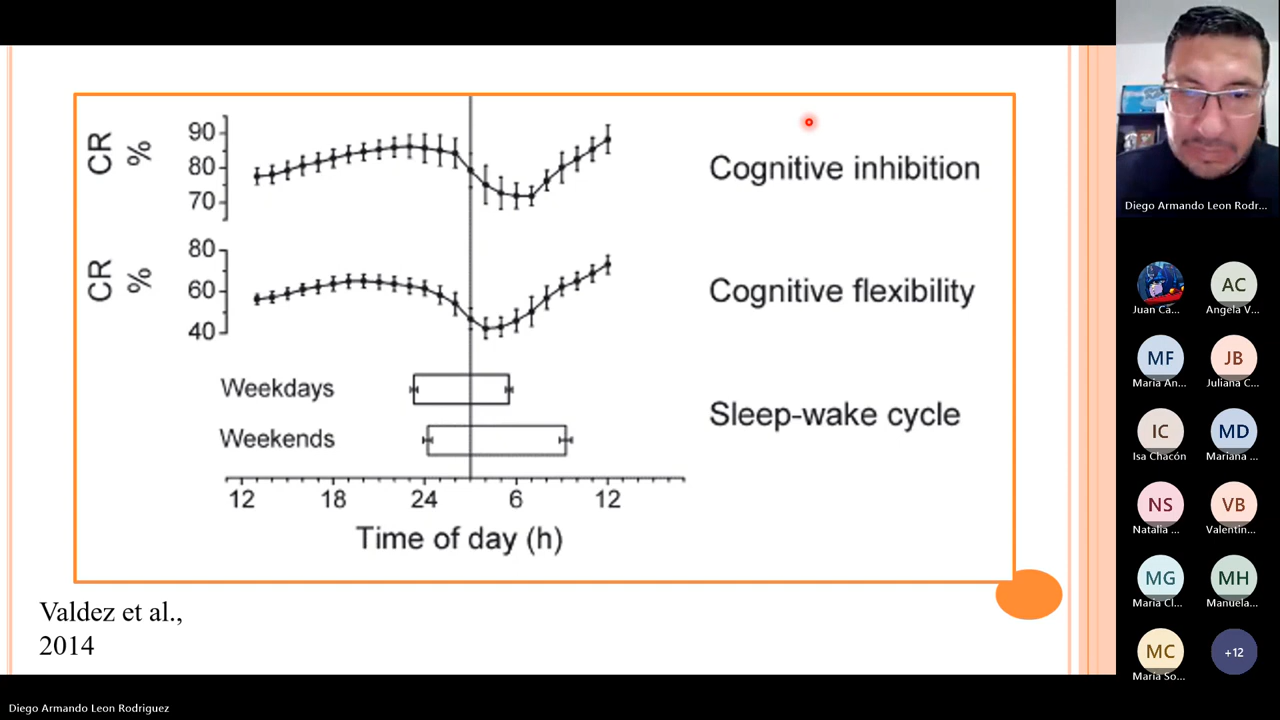 CR %
90
80
70
Cognitive inhibition
CR %
80
60
40
Cognitive flexibility
Weekdays
Weekends
Sleep-wake cycle
12 18 24 6 12
Time of day (h)
Valdez et al.,
2014
Diego Armando Leon Rodr...
Juan Ca...
AC
Angela V...
MF
Maria An...
JB
Juliana C...
IC
Isa Chacón
MD
Mariana ...
NS
Natalia ...
VB
Valentin...
MG
Maria Cl...
MH
Manuela...
MC
Maria So...
+12
Diego Armando Leon Rodriguez